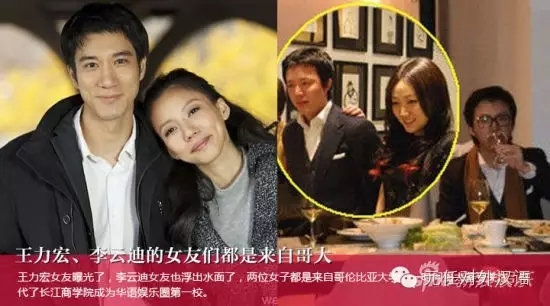 王力宏、李云迪的女友们都是来自哥大
王力宏女友曝光了，李云迪女友也浮出水面了，两位女子都是来自哥伦比亚大学
代了长江商学院成为华语娱乐圈第一校。
WE